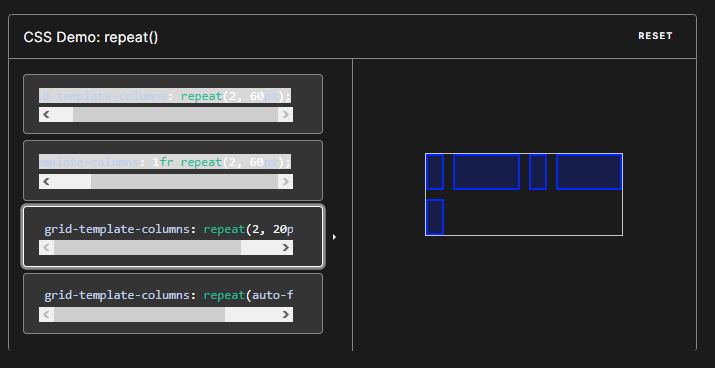 CSS Demo: repeat()
RESET
d-template-columns: repeat(2, 60px);
mplate-columns: 1fr repeat(2, 60px);
grid-template-columns: repeat(2, 20p
grid-template-columns: repeat(auto-f